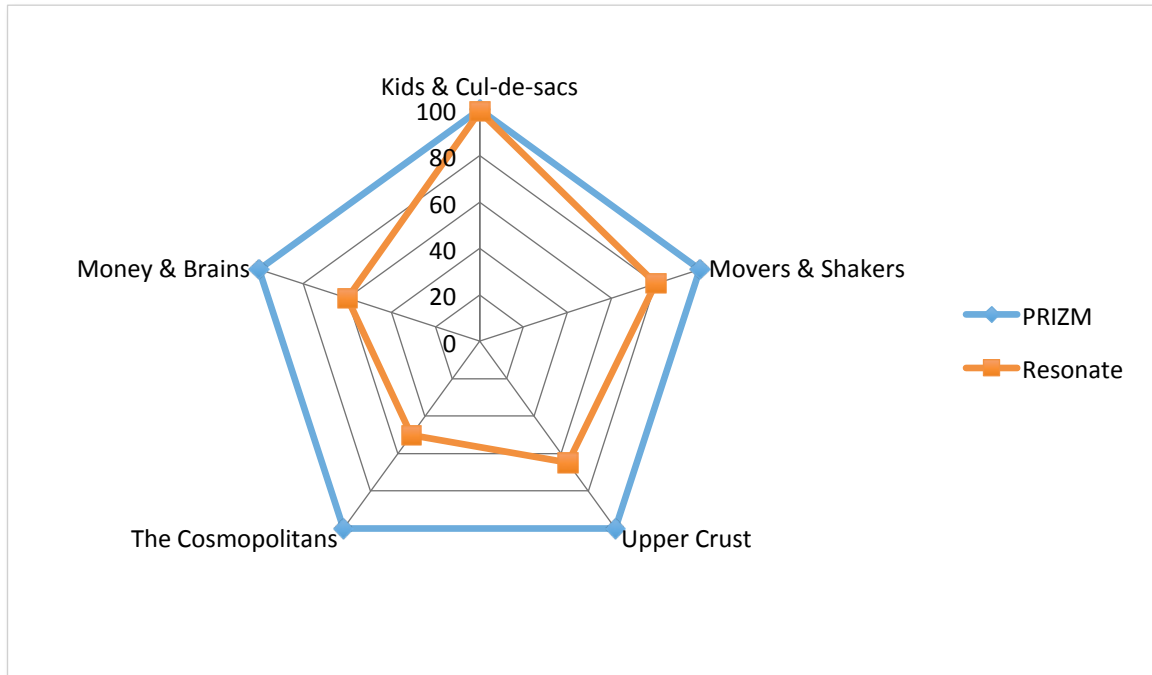 Kids & Cul-de-sacs
100
80
60
40
20
0
Money & Brains
Movers & Shakers
The Cosmopolitans
Upper Crust
PRIZM
Resonate